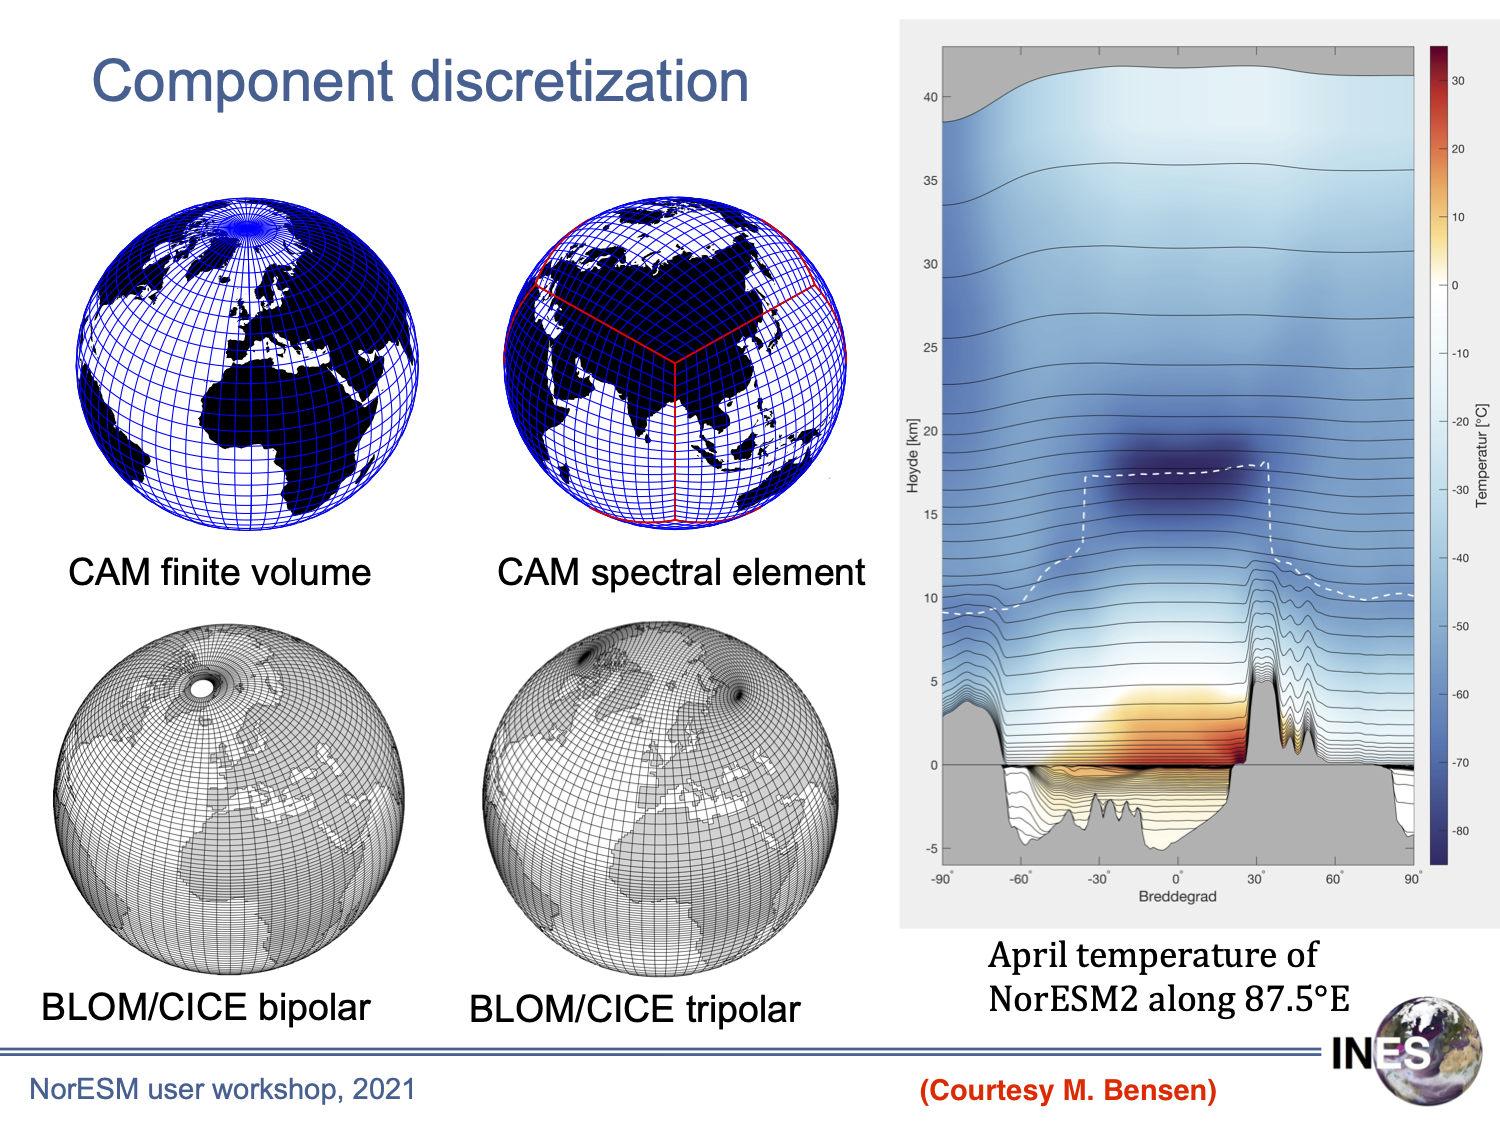 Component discretization
CAM finite volume
CAM spectral element
BLOM/CICE bipolar
BLOM/CICE tripolar
40
35
30
25
20
15
10
5
0
-5
Høyde [km]
-90°
-60°
-30°
0°
30°
60°
90°
Breddegrad
30
20
10
0
-10
-20
-30
-40
-50
-60
-70
-80
Temperatur [°C]
April temperature of
NorESM2 along 87.5°E
INES
NorESM user workshop, 2021
(Courtesy M. Bensen)